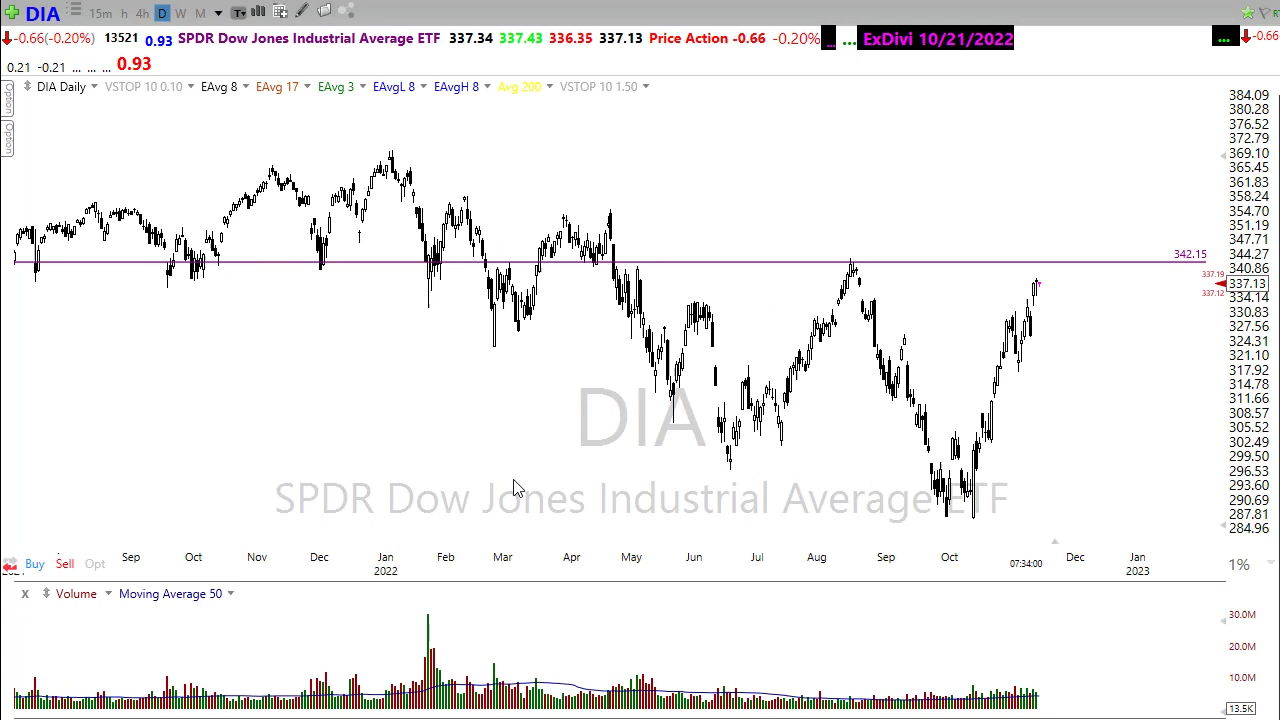 DIA 15m h 4h D W M T
-0.66(-0.20%) 13521 0.93 SPDR Dow Jones Industrial Average ETF 337.34 337.43 336.35 337.13 Price Action -0.66 -0.20% ... ... ExDivi 10/21/2022 ... -0.66
0.21 -0.21 ... ... ... 0.93
Option
Option
DIA Daily VSTOP 10 0.10 EAvg 8 EAvg 17 EAvg 3 EAvgL 8 EAvgH 8 Avg 200 VSTOP 10 1.50
384.09
380.28
376.52
372.79
369.10
365.45
361.83
358.24
354.70
351.19
347.71
342.15
344.27
340.86
337.19
337.13
337.12
334.14
330.83
327.56
324.31
321.10
317.92
314.78
311.66
308.57
305.52
302.49
299.50
296.53
293.60
290.69
287.81
284.96
DIA
SPDR Dow Jones Industrial Average ETF
Sep Oct Nov Dec Jan Feb Mar Apr May Jun Jul Aug Sep Oct 07:34:00 Dec Jan
2022 2023
Buy Sell Opt 1%
x Volume Moving Average 50
30.0M
20.0M
10.0M
13.5K